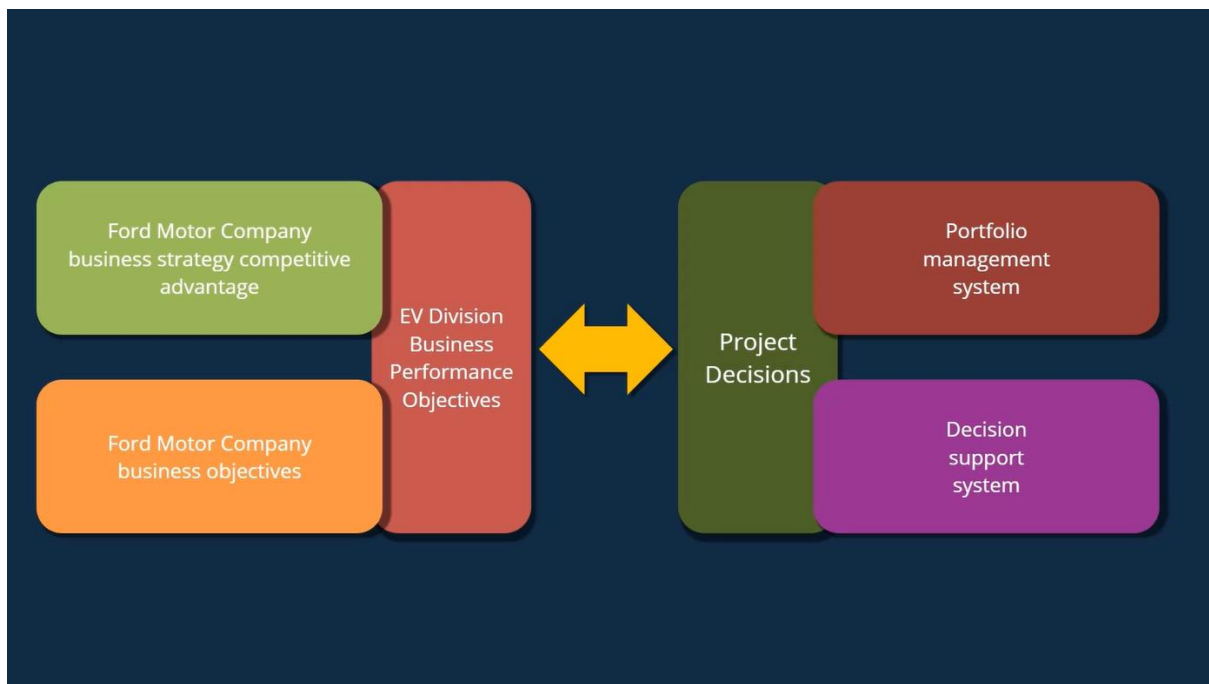 Ford Motor Company
business strategy competitive
advantage
Ford Motor Company
business objectives
EV Division
Business
Performance
Objectives
Project
Decisions
Portfolio
management
system
Decision
support
system